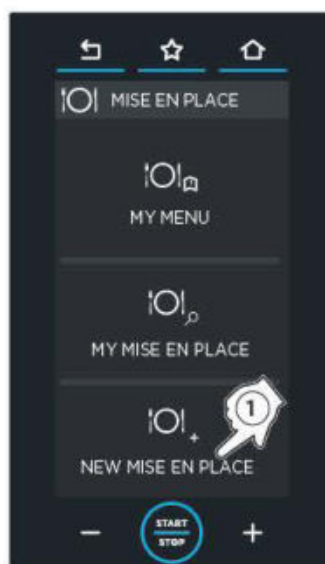 MISE EN PLACE
MY MENU
MY MISE EN PLACE
1
NEW MISE EN PLACE
START
STOP